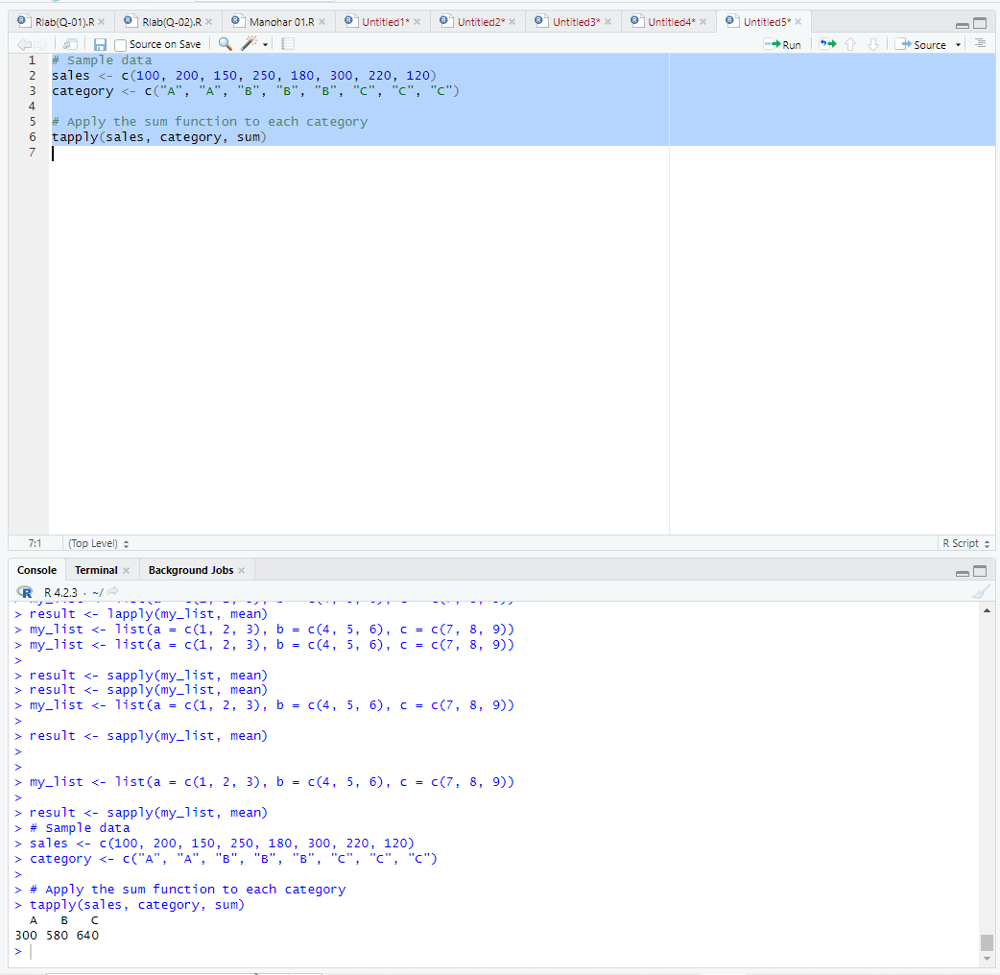 Rlab(Q-01).R Rlab(Q-02).R Manohar 01.R Untitled1* Untitled2* Untitled3* Untitled4* Untitled5*
Source on Save Run Source
1 # Sample data
2 sales <- c(100, 200, 150, 250, 180, 300, 220, 120)
3 category <- c("A", "A", "B", "B", "B", "C", "C", "C")
4
5 # Apply the sum function to each category
6 tapply(sales, category, sum)
7
7:1 (Top Level) R Script
Console Terminal Background Jobs
R 4.2.3 · ~/
> result <- lapply(my_list, mean)
> my_list <- list(a = c(1, 2, 3), b = c(4, 5, 6), c = c(7, 8, 9))
> my_list <- list(a = c(1, 2, 3), b = c(4, 5, 6), c = c(7, 8, 9))
>
> result <- sapply(my_list, mean)
> result <- sapply(my_list, mean)
> my_list <- list(a = c(1, 2, 3), b = c(4, 5, 6), c = c(7, 8, 9))
>
> result <- sapply(my_list, mean)
>
>
> my_list <- list(a = c(1, 2, 3), b = c(4, 5, 6), c = c(7, 8, 9))
>
> result <- sapply(my_list, mean)
> # Sample data
> sales <- c(100, 200, 150, 250, 180, 300, 220, 120)
> category <- c("A", "A", "B", "B", "B", "C", "C", "C")
>
> # Apply the sum function to each category
> tapply(sales, category, sum)
A B C
300 580 640
>